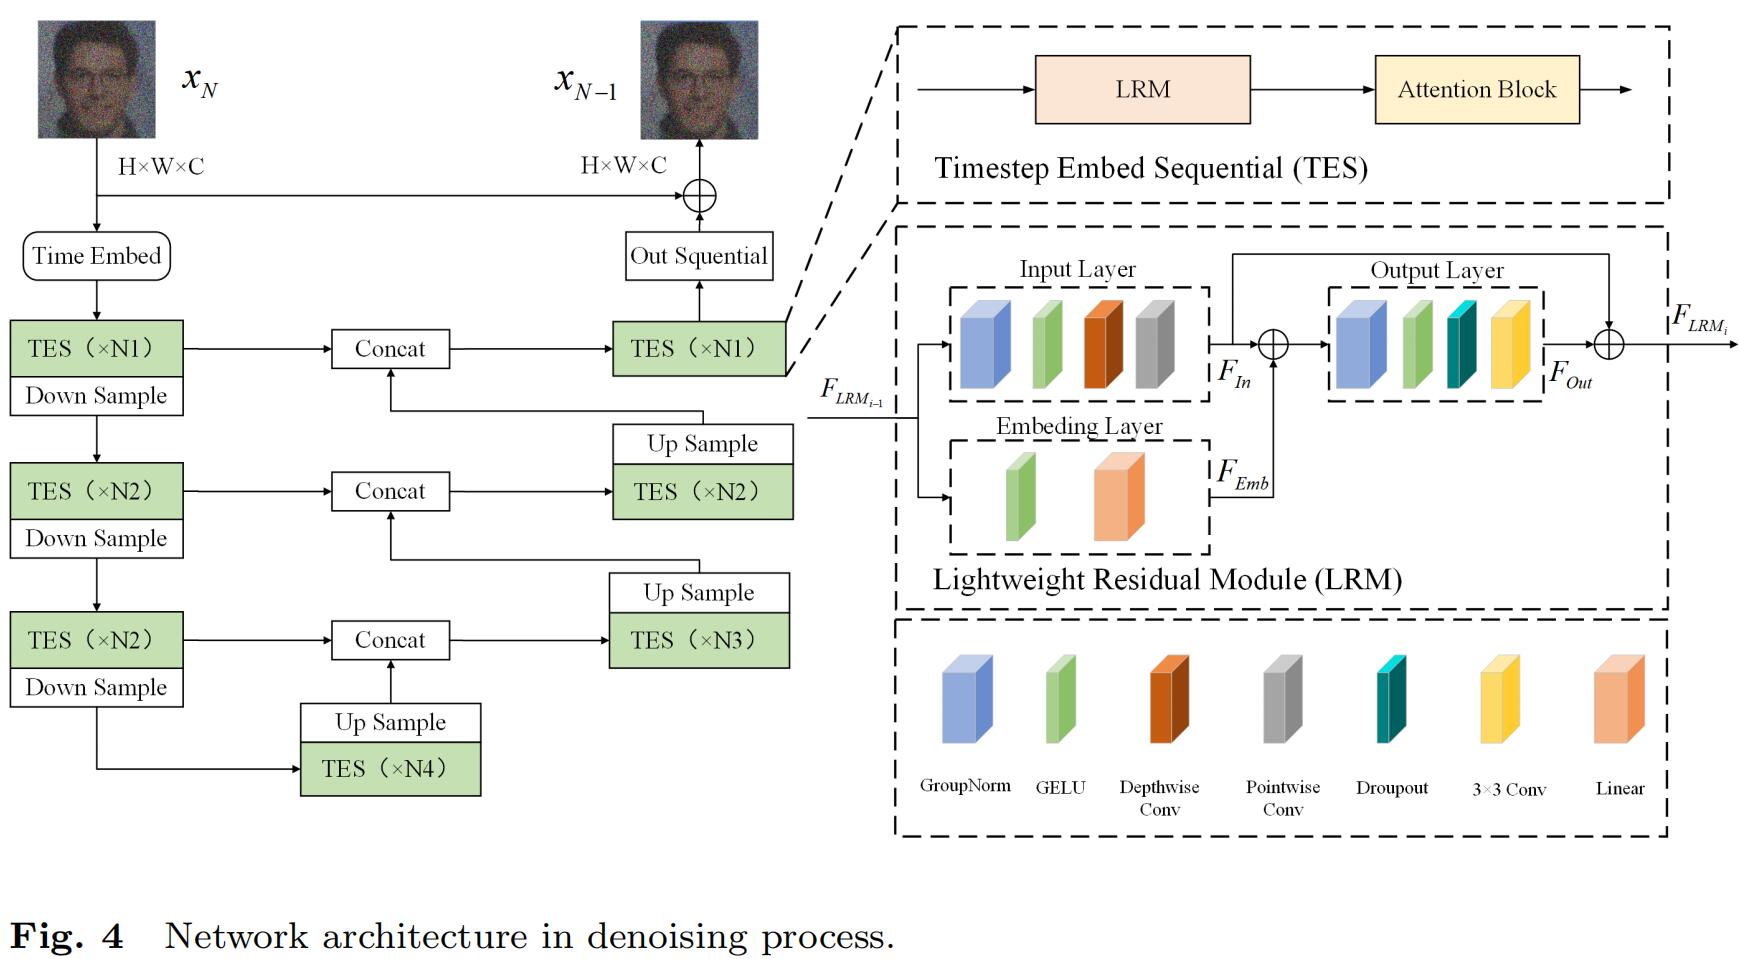 x_N
x_{N-1}
H×W×C
H×W×C
Time Embed
Out Squential
TES（×N1）
Down Sample
Concat
TES（×N1）
Up Sample
TES（×N2）
Down Sample
Concat
TES（×N2）
Up Sample
TES（×N2）
Down Sample
Concat
TES（×N3）
Up Sample
TES（×N4）
LRM
Attention Block
Timestep Embed Sequential (TES)
Input Layer
Output Layer
F_{LRM_{i-1}}
F_{In}
F_{Out}
F_{LRM_i}
Embeding Layer
F_{Emb}
Lightweight Residual Module (LRM)
GroupNorm
GELU
Depthwise
Conv
Pointwise
Conv
Droupout
3×3 Conv
Linear
Fig. 4 Network architecture in denoising process.